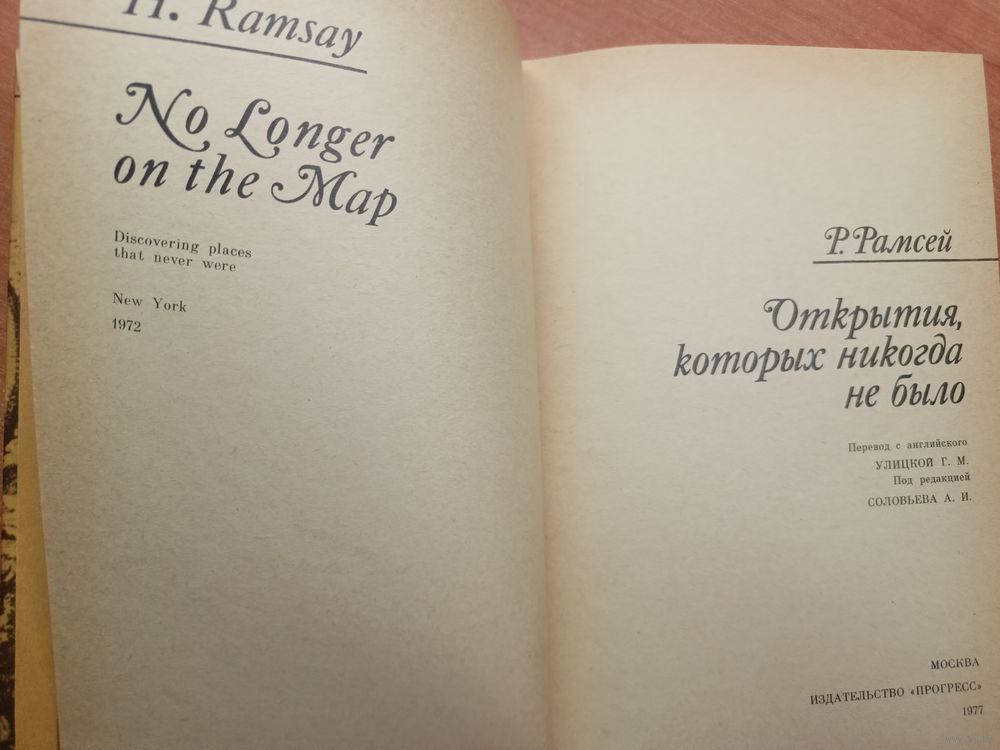 H. Ramsay
No Longer
on the Map
Discovering places
that never were
New York
1972
Р. Рамсей
Открытия,
которых никогда
не было
Перевод с английского
УЛИЦКОЙ Г. М.
Под редакцией
СОЛОВЬЕВА А. И.
МОСКВА
ИЗДАТЕЛЬСТВО «ПРОГРЕСС»
1977